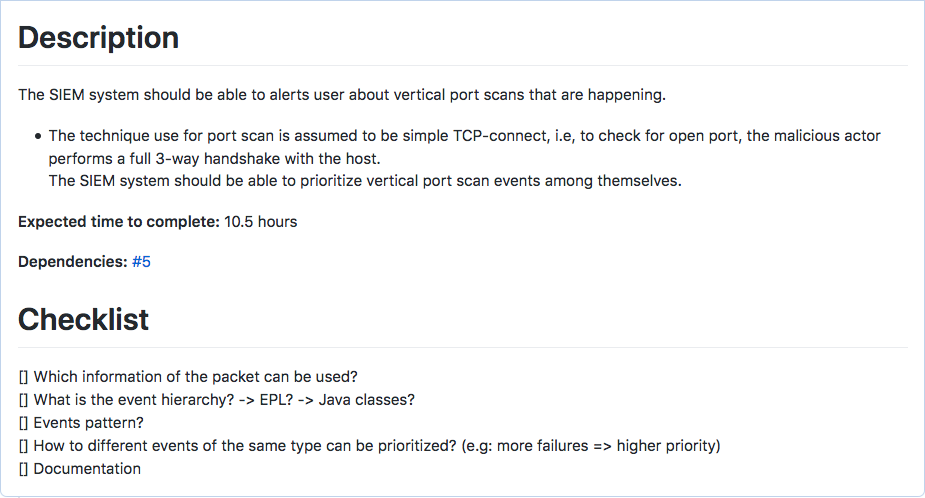 Description
The SIEM system should be able to alerts user about vertical port scans that are happening.
• The technique use for port scan is assumed to be simple TCP-connect, i.e, to check for open port, the malicious actor
performs a full 3-way handshake with the host.
The SIEM system should be able to prioritize vertical port scan events among themselves.
Expected time to complete: 10.5 hours
Dependencies: #5
Checklist
[] Which information of the packet can be used?
[] What is the event hierarchy? -> EPL? -> Java classes?
[] Events pattern?
[] How to different events of the same type can be prioritized? (e.g: more failures => higher priority)
[] Documentation